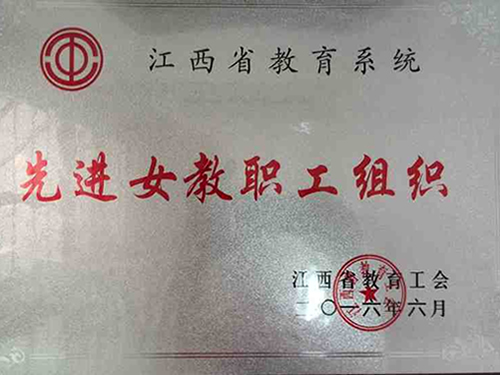 江西省教育系统
先进女教职工组织
江西省教育工会
二〇一六年六月